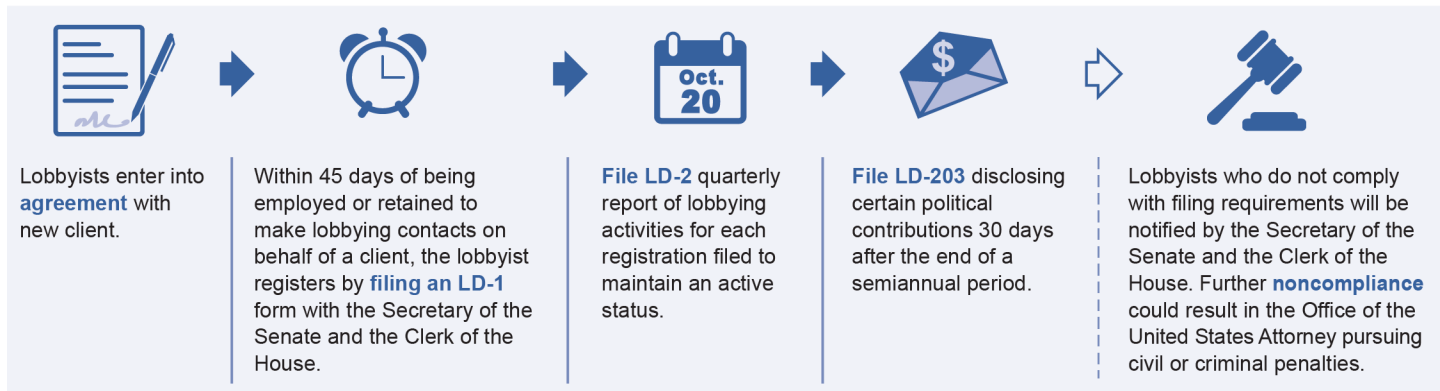 Oct.
20
$
Lobbyists enter into
agreement with
new client.
Within 45 days of being
employed or retained to
make lobbying contacts on
behalf of a client, the lobbyist
registers by filing an LD-1
form with the Secretary of the
Senate and the Clerk of the
House.
File LD-2 quarterly
report of lobbying
activities for each
registration filed to
maintain an active
status.
File LD-203 disclosing
certain political
contributions 30 days
after the end of a
semiannual period.
Lobbyists who do not comply
with filing requirements will be
notified by the Secretary of the
Senate and the Clerk of the
House. Further noncompliance
could result in the Office of the
United States Attorney pursuing
civil or criminal penalties.